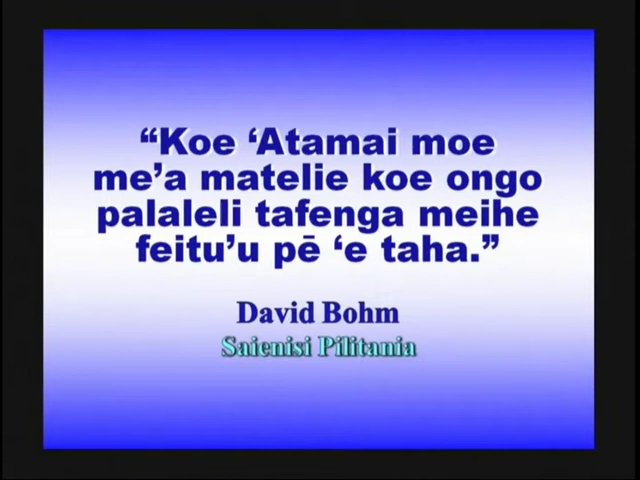 “Koe ‘Atamai moe
me’a matelie koe ongo
palaleli tafenga meihe
feitu’u pē ‘e taha.”
David Bohm
Saienisi Pilitania